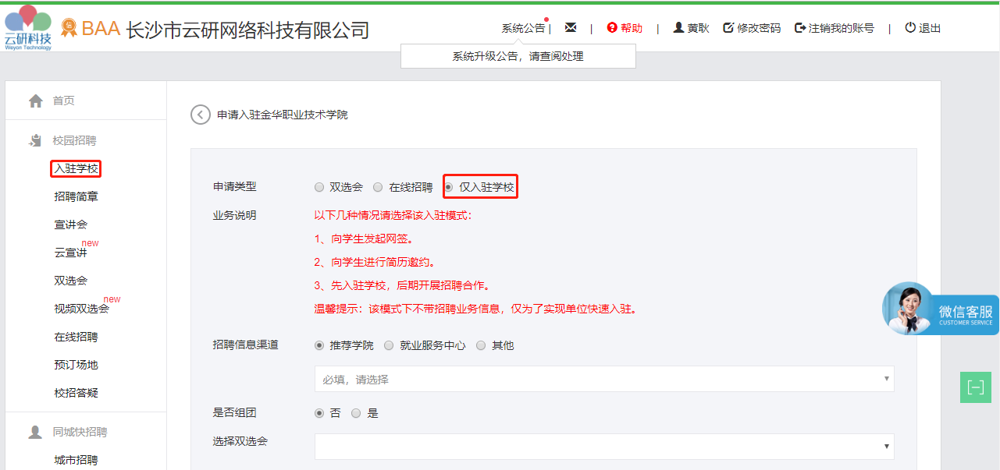 云研科技
Weyon Technology
信 BAA 长沙市云研网络科技有限公司
系统公告 | | 帮助 | 黄耿 修改密码 注销我的账号 | 退出
系统升级公告，请查阅处理
首页
校园招聘
入驻学校
招聘简章
宣讲会
云宣讲 new
双选会
视频双选会 new
在线招聘
预订场地
校招答疑
同城快招聘
城市招聘
申请入驻金华职业技术学院
申请类型 双选会 在线招聘 仅入驻学校
业务说明 以下几种情况请选择该入驻模式：
1、向学生发起网签。
2、向学生进行简历邀约。
3、先入驻学校，后期开展招聘合作。
温馨提示：该模式下不带招聘业务信息，仅为了实现单位快速入驻。
招聘信息渠道 推荐学院 就业服务中心 其他
必填，请选择
是否组团 否 是
选择双选会
微信客服
CUSTOMER SERVICE